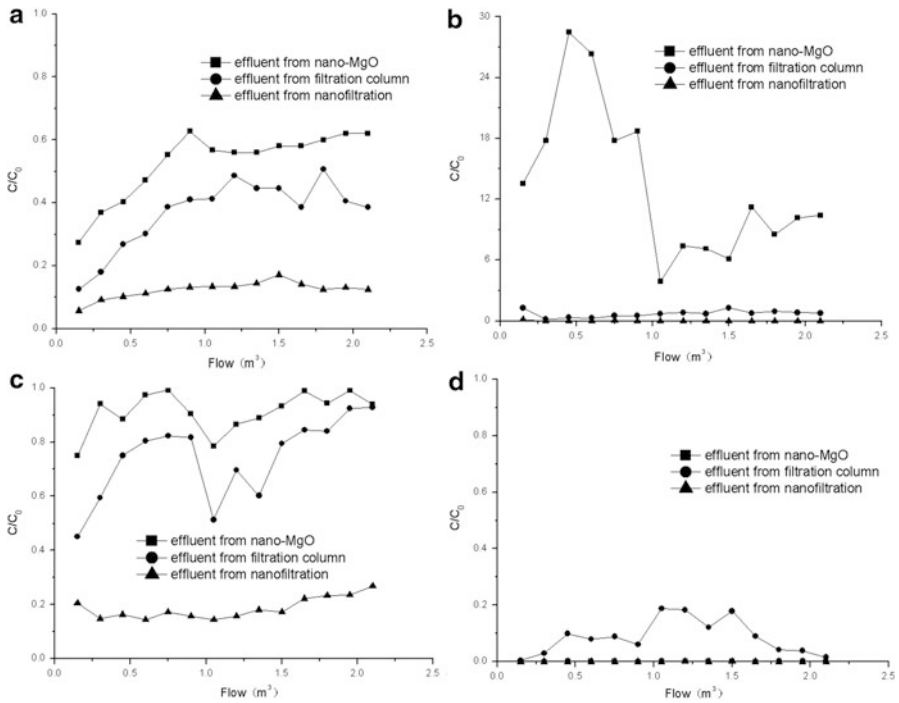 a
1.0
0.8
0.6
0.4
0.2
0.0
C/C0
effluent from nano-MgO
effluent from filtration column
effluent from nanofiltration
0.0 0.5 1.0 1.5 2.0 2.5
Flow (m³)
b
30
24
18
12
6
0
C/C0
effluent from nano-MgO
effluent from filtration column
effluent from nanofiltration
0.0 0.5 1.0 1.5 2.0 2.5
Flow (m³)
c
1.0
0.8
0.6
0.4
0.2
0.0
C/C0
effluent from nano-MgO
effluent from filtration column
effluent from nanofiltration
0.0 0.5 1.0 1.5 2.0 2.5
Flow (m³)
d
1.0
0.8
0.6
0.4
0.2
0.0
C/C0
effluent from nano-MgO
effluent from filtration column
effluent from nanofiltration
0.0 0.5 1.0 1.5 2.0 2.5
Flow (m³)